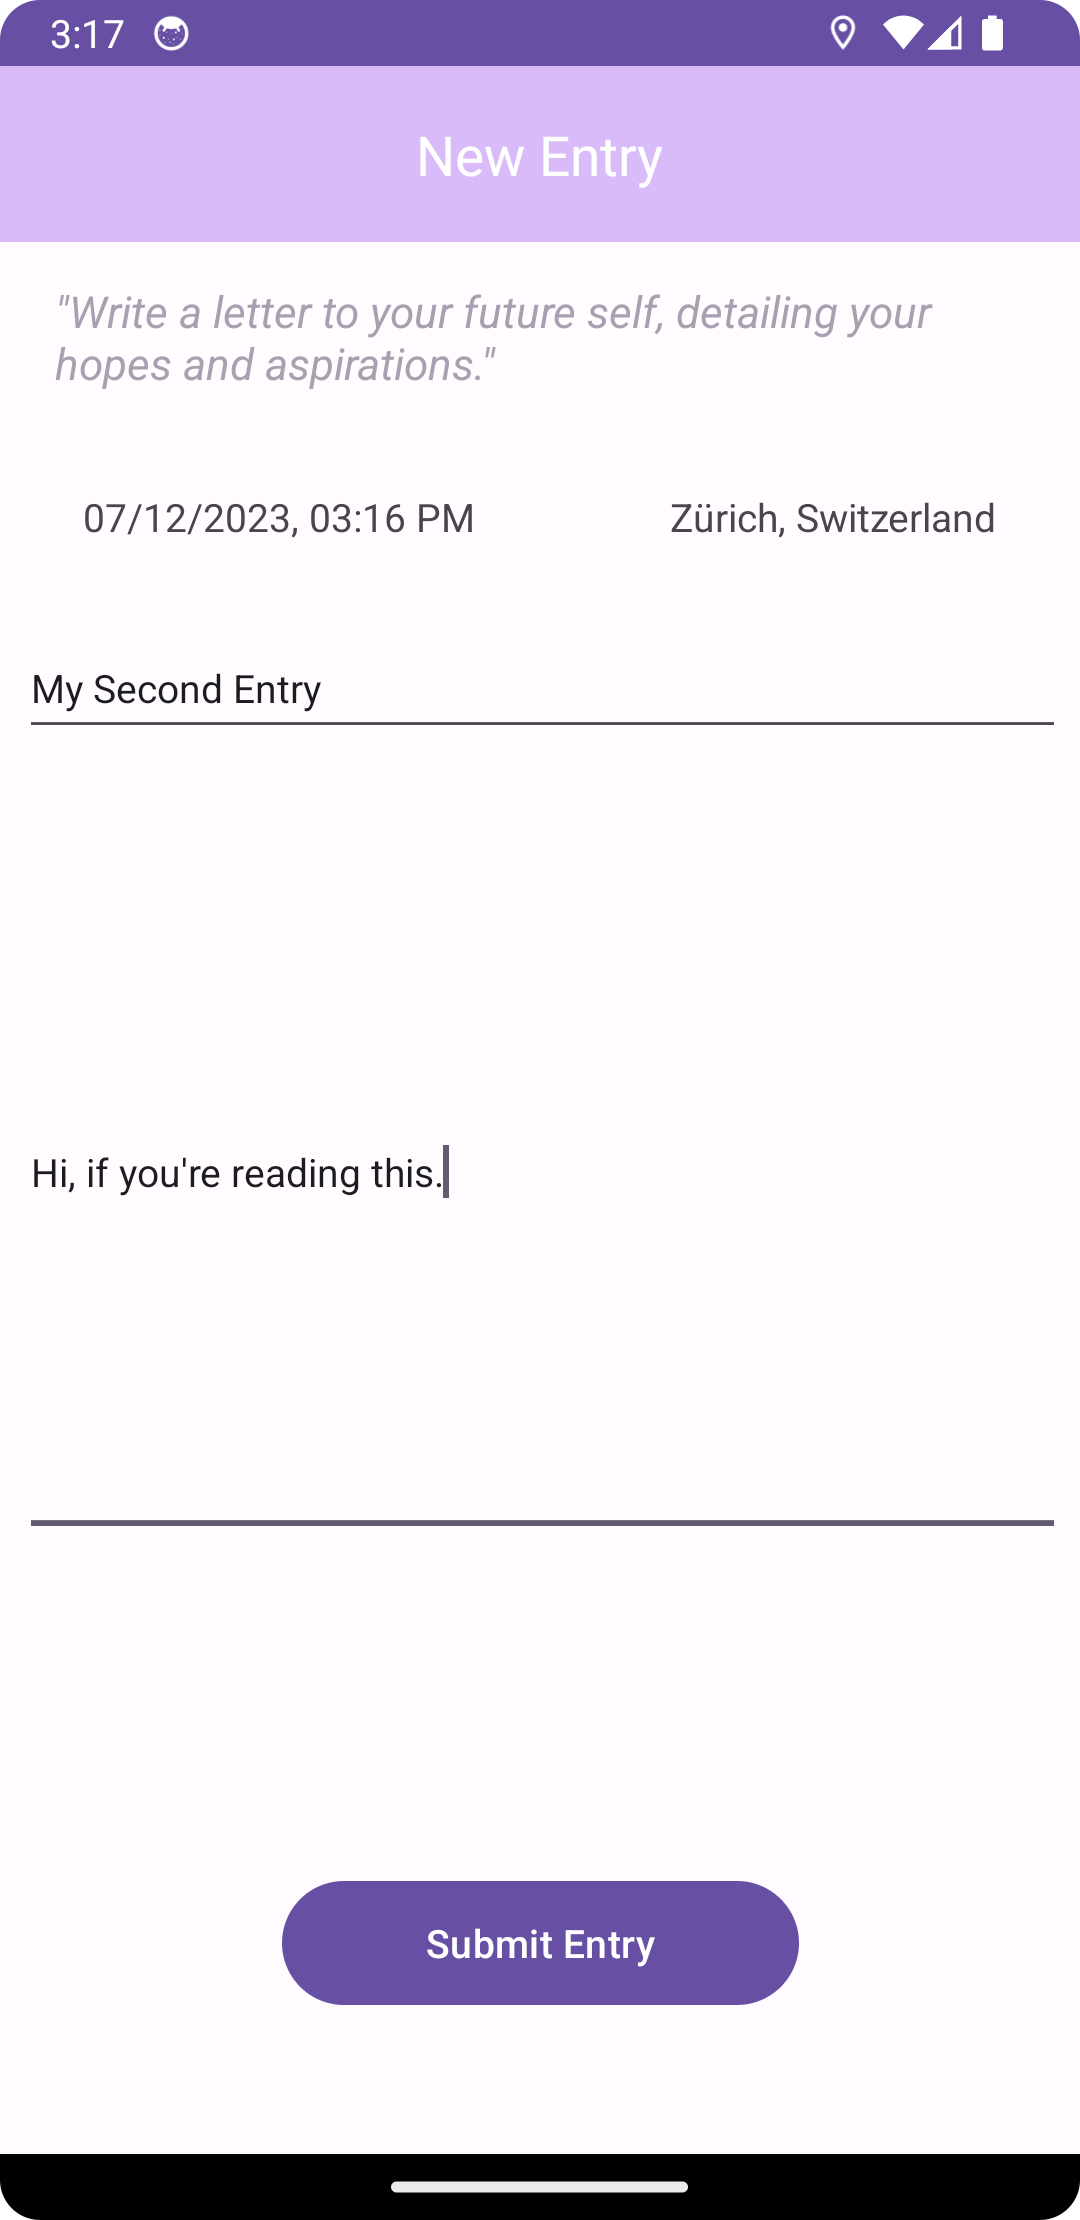 3:17
New Entry
"Write a letter to your future self, detailing your
hopes and aspirations."
07/12/2023, 03:16 PM
Zürich, Switzerland
My Second Entry
Hi, if you're reading this.
Submit Entry